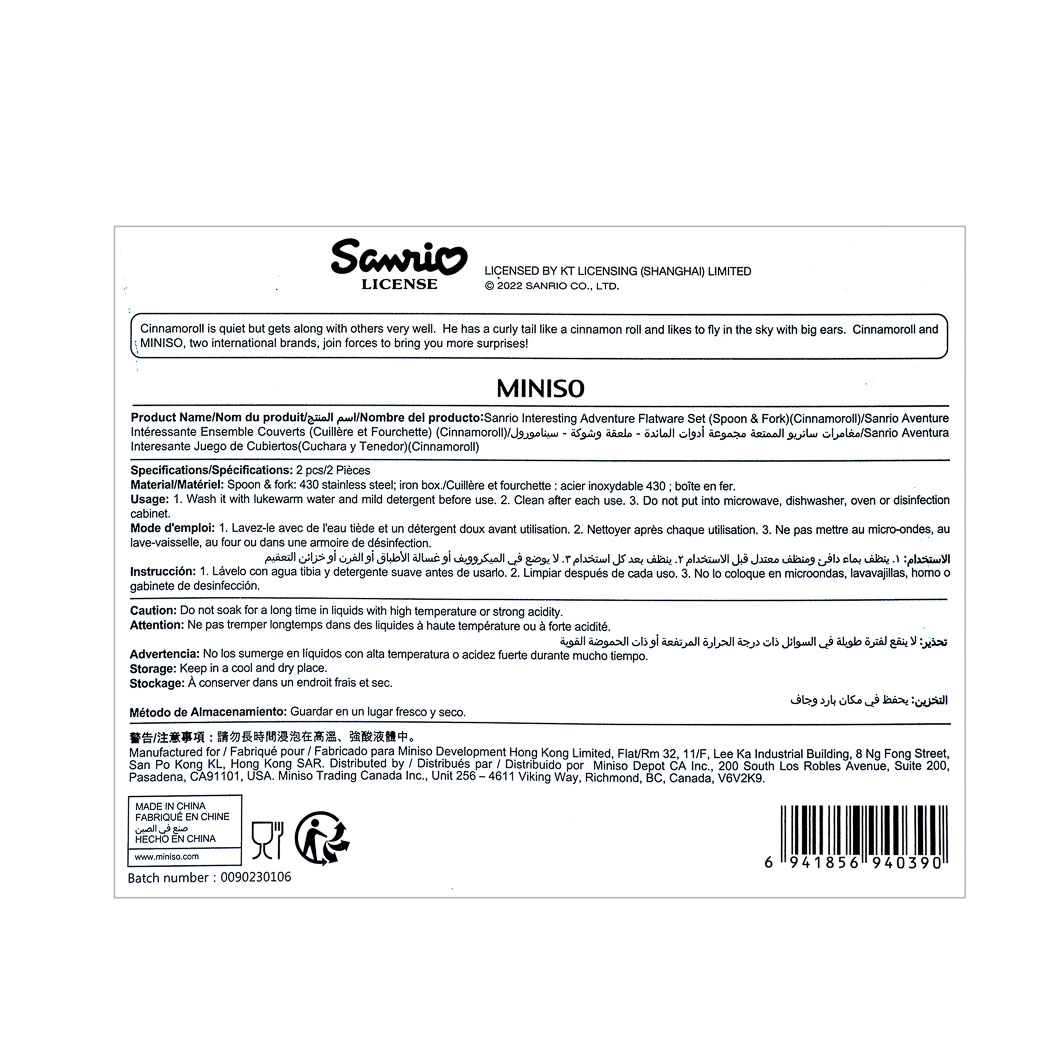 Sanrio
LICENSE
LICENSED BY KT LICENSING (SHANGHAI) LIMITED
© 2022 SANRIO CO., LTD.
Cinnamoroll is quiet but gets along with others very well. He has a curly tail like a cinnamon roll and likes to fly in the sky with big ears. Cinnamoroll and
MINISO, two international brands, join forces to bring you more surprises!
MINISO
Product Name/Nom du produit/اسم المنتج/Nombre del producto:Sanrio Interesting Adventure Flatware Set (Spoon & Fork)(Cinnamoroll)/Sanrio Aventure
Intéressante Ensemble Couverts (Cuillère et Fourchette) (Cinnamoroll)/مغامرات سانريو الممتعة مجموعة أدوات المائدة - ملعقة وشوكة - سينامورول/Sanrio Aventura
Interesante Juego de Cubiertos(Cuchara y Tenedor)(Cinnamoroll)
Specifications/Spécifications: 2 pcs/2 Pièces
Material/Matériel: Spoon & fork: 430 stainless steel; iron box./Cuillère et fourchette : acier inoxydable 430 ; boîte en fer.
Usage: 1. Wash it with lukewarm water and mild detergent before use. 2. Clean after each use. 3. Do not put into microwave, dishwasher, oven or disinfection
cabinet.
Mode d'emploi: 1. Lavez-le avec de l'eau tiède et un détergent doux avant utilisation. 2. Nettoyer après chaque utilisation. 3. Ne pas mettre au micro-ondes, au
lave-vaisselle, au four ou dans une armoire de désinfection.
الاستخدام: ١. ينظف بماء دافئ ومنظف معتدل قبل الاستخدام ٢. ينظف بعد كل استخدام ٣. لا يوضع في الميكروويف أو غسالة الأطباق أو الفرن أو خزائن التعقيم
Instrucción: 1. Lávelo con agua tibia y detergente suave antes de usarlo. 2. Limpiar después de cada uso. 3. No lo coloque en microondas, lavavajillas, horno o
gabinete de desinfección.
Caution: Do not soak for a long time in liquids with high temperature or strong acidity.
Attention: Ne pas tremper longtemps dans des liquides à haute température ou à forte acidité.
تحذير: لا ينقع لفترة طويلة في السوائل ذات درجة الحرارة المرتفعة أو ذات الحموضة القوية
Advertencia: No los sumerge en líquidos con alta temperatura o acidez fuerte durante mucho tiempo.
Storage: Keep in a cool and dry place.
Stockage: À conserver dans un endroit frais et sec.
التخزين: يحفظ في مكان بارد وجاف
Método de Almacenamiento: Guardar en un lugar fresco y seco.
警告/注意事項：請勿長時間浸泡在高溫、強酸液體中。
Manufactured for / Fabriqué pour / Fabricado para Miniso Development Hong Kong Limited, Flat/Rm 32, 11/F, Lee Ka Industrial Building, 8 Ng Fong Street,
San Po Kong KL, Hong Kong SAR. Distributed by / Distribués par / Distribuido por Miniso Depot CA Inc., 200 South Los Robles Avenue, Suite 200,
Pasadena, CA91101, USA. Miniso Trading Canada Inc., Unit 256 – 4611 Viking Way, Richmond, BC, Canada, V6V2K9.
MADE IN CHINA
FABRIQUÉ EN CHINE
صنع في الصين
HECHO EN CHINA
www.miniso.com
Batch number : 0090230106
6 941856 940390